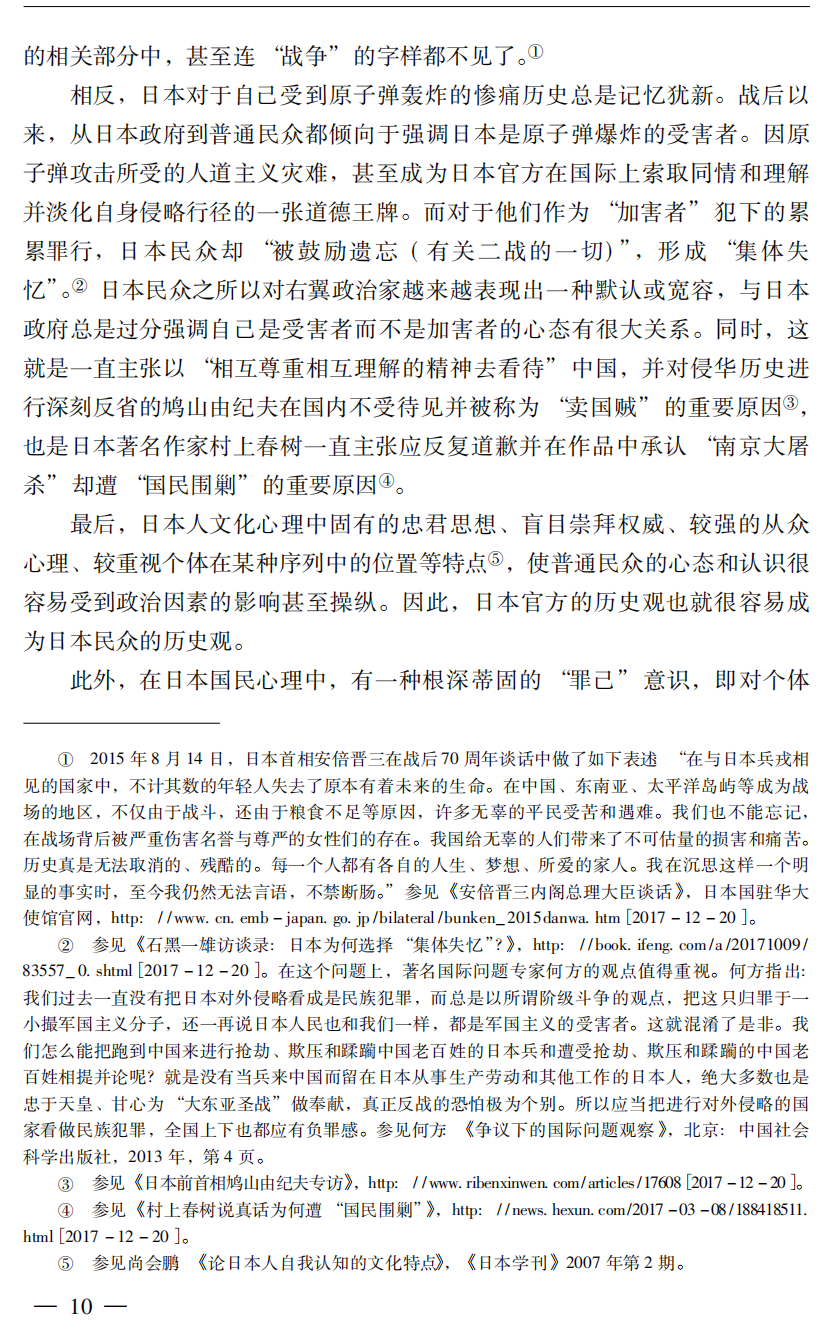 的相关部分中，甚至连 “战争” 的字样都不见了。①
相反，日本对于自己受到原子弹轰炸的惨痛历史总是记忆犹新。战后以
来，从日本政府到普通民众都倾向于强调日本是原子弹爆炸的受害者。因原
子弹攻击所受的人道主义灾难，甚至成为日本官方在国际上索取同情和理解
并淡化自身侵略行径的一张道德王牌。而对于他们作为 “加害者” 犯下的累
累罪行，日本民众却 “被鼓励遗忘 ( 有关二战的一切)”，形成 “集体失
忆”。② 日本民众之所以对右翼政治家越来越表现出一种默认或宽容，与日本
政府总是过分强调自己是受害者而不是加害者的心态有很大关系。同时，这
就是一直主张以 “相互尊重相互理解的精神去看待” 中国，并对侵华历史进
行深刻反省的鸠山由纪夫在国内不受待见并被称为 “卖国贼” 的重要原因③，
也是日本著名作家村上春树一直主张应反复道歉并在作品中承认 “南京大屠
杀” 却遭 “国民围剿” 的重要原因④。
最后，日本人文化心理中固有的忠君思想、盲目崇拜权威、较强的从众
心理、较重视个体在某种序列中的位置等特点⑤，使普通民众的心态和认识很
容易受到政治因素的影响甚至操纵。因此，日本官方的历史观也就很容易成
为日本民众的历史观。
此外，在日本国民心理中，有一种根深蒂固的 “罪己” 意识，即对个体
① 2015 年 8 月 14 日，日本首相安倍晋三在战后 70 周年谈话中做了如下表述 “在与日本兵戎相
见的国家中，不计其数的年轻人失去了原本有着未来的生命。在中国、东南亚、太平洋岛屿等成为战
场的地区，不仅由于战斗，还由于粮食不足等原因，许多无辜的平民受苦和遇难。我们也不能忘记，
在战场背后被严重伤害名誉与尊严的女性们的存在。我国给无辜的人们带来了不可估量的损害和痛苦。
历史真是无法取消的、残酷的。每一个人都有各自的人生、梦想、所爱的家人。我在沉思这样一个明
显的事实时，至今我仍然无法言语，不禁断肠。” 参见《安倍晋三内阁总理大臣谈话》，日本国驻华大
使馆官网，http: //www. cn. emb - japan. go. jp /bilateral /bunken_ 2015danwa. htm [2017 - 12 - 20 ]。
② 参见《石黑一雄访谈录: 日本为何选择 “集体失忆”? 》，http: //book. ifeng. com /a /20171009/
83557_ 0. shtml [2017 - 12 - 20 ]。在这个问题上，著名国际问题专家何方的观点值得重视。何方指出:
我们过去一直没有把日本对外侵略看成是民族犯罪，而总是以所谓阶级斗争的观点，把这只归罪于一
小撮军国主义分子，还一再说日本人民也和我们一样，都是军国主义的受害者。这就混淆了是非。我
们怎么能把跑到中国来进行抢劫、欺压和蹂躏中国老百姓的日本兵和遭受抢劫、欺压和蹂躏的中国老
百姓相提并论呢? 就是没有当兵来中国而留在日本从事生产劳动和其他工作的日本人，绝大多数也是
忠于天皇、甘心为 “大东亚圣战” 做奉献，真正反战的恐怕极为个别。所以应当把进行对外侵略的国
家看做民族犯罪，全国上下也都应有负罪感。参见何方 《争议下的国际问题观察》，北京: 中国社会
科学出版社，2013 年，第 4 页。
③ 参见《日本前首相鸠山由纪夫专访》，http: //www. ribenxinwen. com /articles /17608 [2017 - 12 - 20 ]。
④ 参见《村上春树说真话为何遭 “国民围剿”》，http: //news. hexun. com /2017 - 03 - 08 /188418511.
html [2017 - 12 - 20 ]。
⑤ 参见尚会鹏 《论日本人自我认知的文化特点》，《日本学刊》2007 年第 2 期。
— 10 —